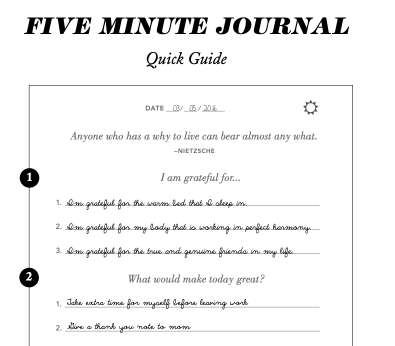 FIVE MINUTE JOURNAL
Quick Guide
DATE 03 / 05 / 2016
Anyone who has a why to live can bear almost any what.
–NIETZSCHE
1
I am grateful for...
1. I'm grateful for the warm bed that I sleep in.
2. I'm grateful for my body that is working in perfect harmony.
3. I'm grateful for the true and genuine friends in my life.
2
What would make today great?
1. Take extra time for myself before leaving work
2. Give a thank you note to mom